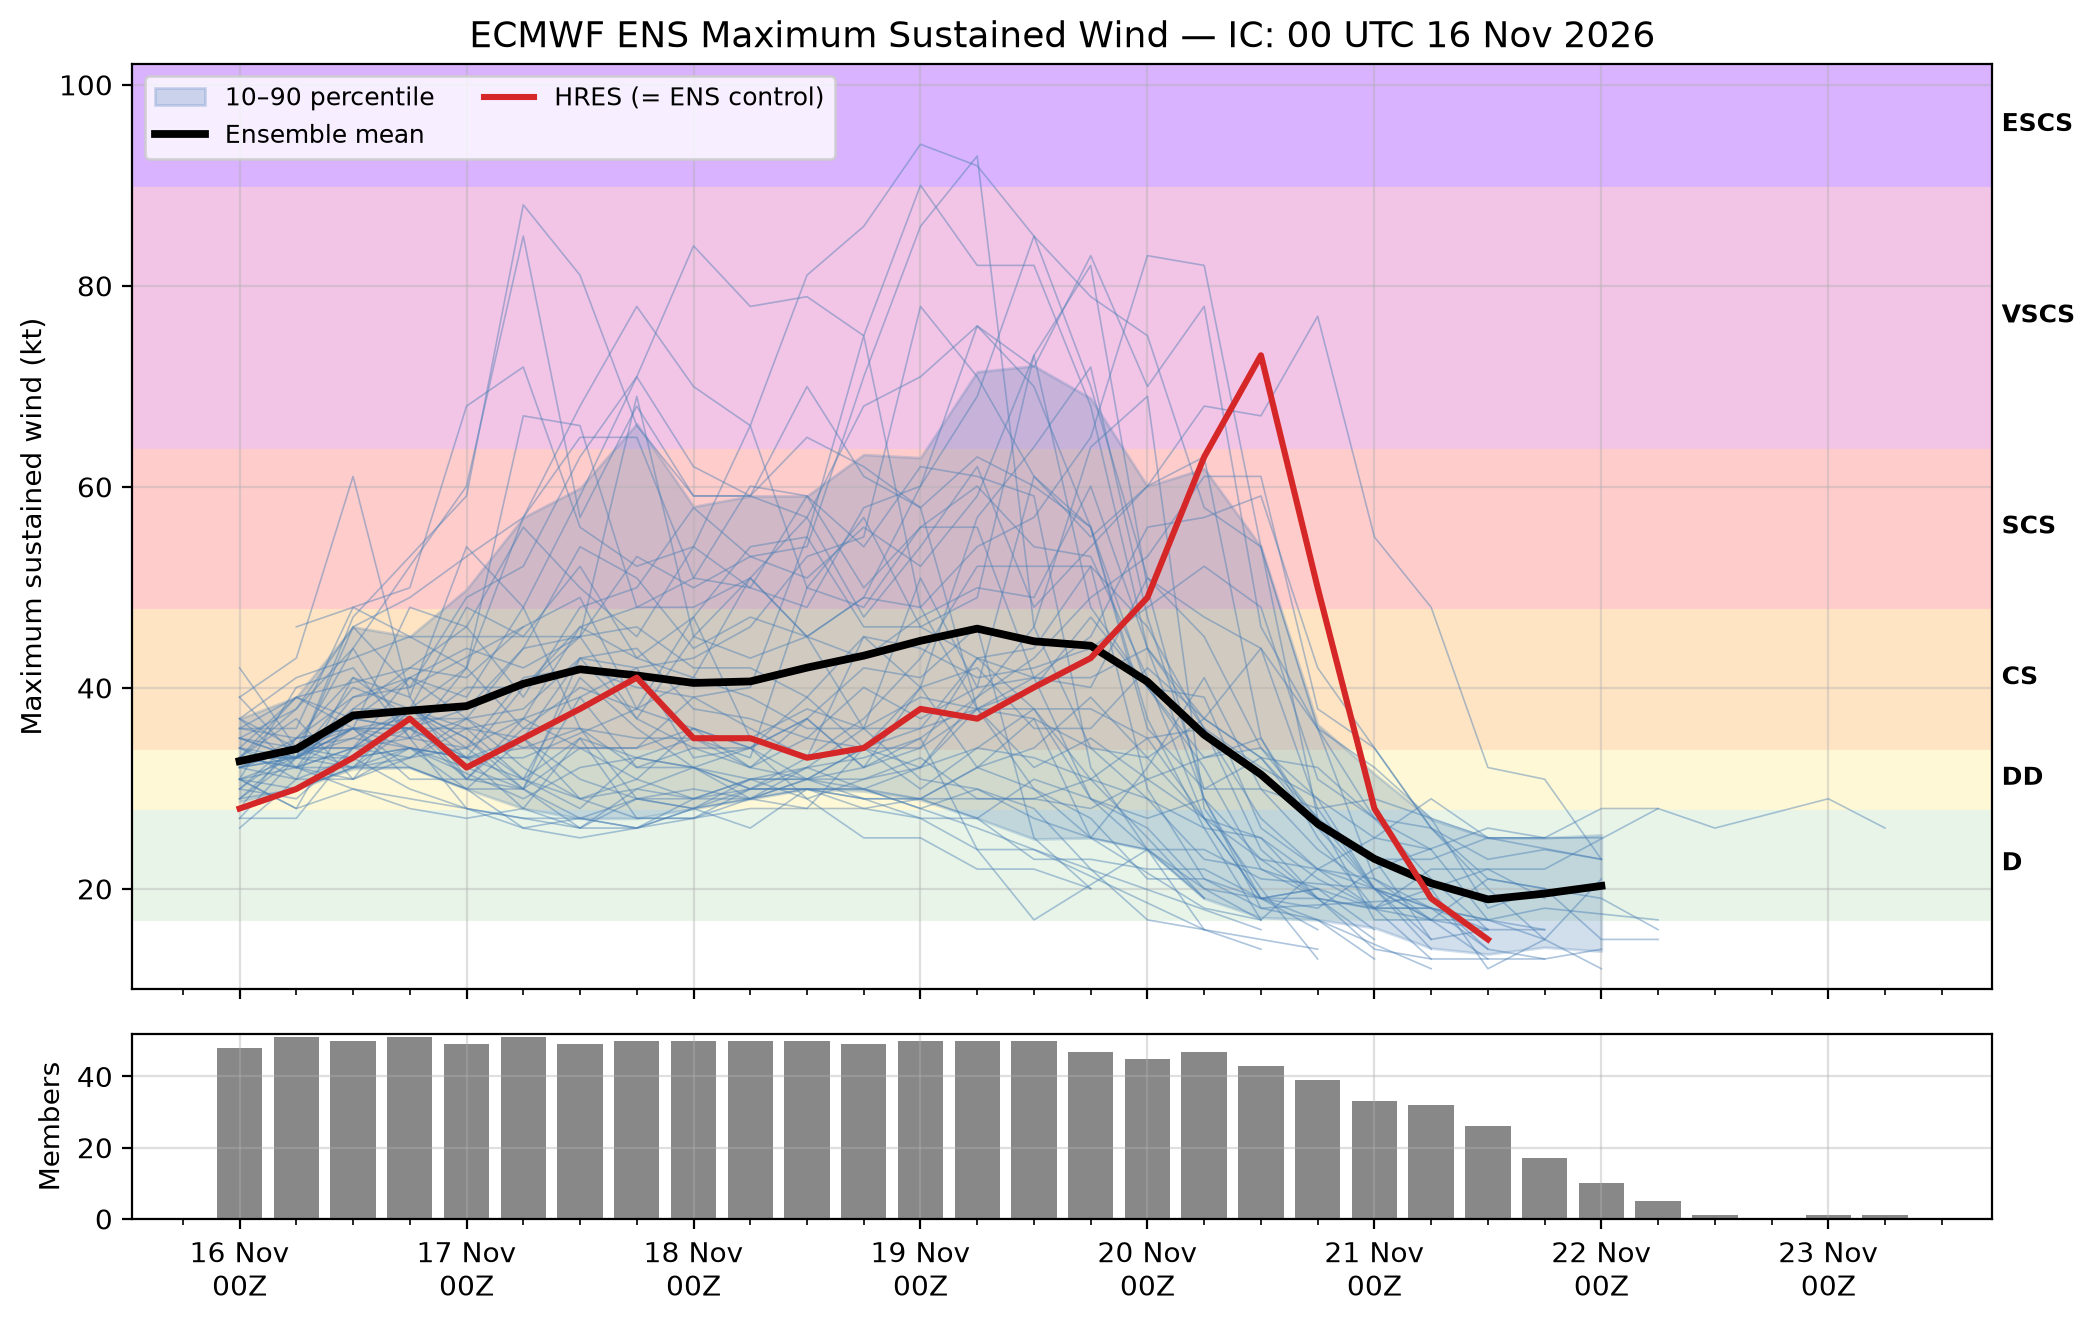 ECMWF ENS Maximum Sustained Wind — IC: 00 UTC 16 Nov 2026
10–90 percentile
Ensemble mean
HRES (= ENS control)
Maximum sustained wind (kt)
100
80
60
40
20
ESCS
VSCS
SCS
CS
DD
D
Members
40
20
0
16 Nov
00Z
17 Nov
00Z
18 Nov
00Z
19 Nov
00Z
20 Nov
00Z
21 Nov
00Z
22 Nov
00Z
23 Nov
00Z